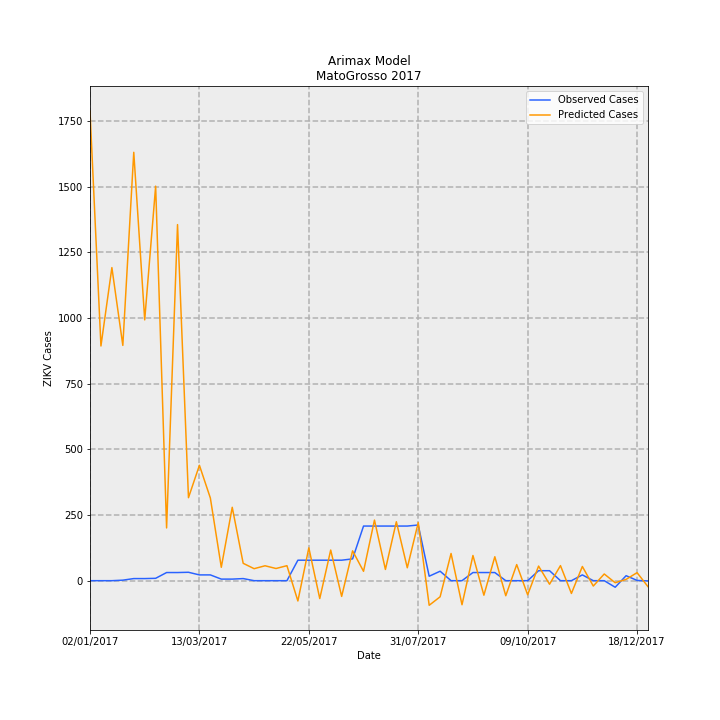 Arimax Model
MatoGrosso 2017
Observed Cases
Predicted Cases
ZIKV Cases
1750
1500
1250
1000
750
500
250
0
02/01/2017
13/03/2017
22/05/2017
31/07/2017
09/10/2017
18/12/2017
Date